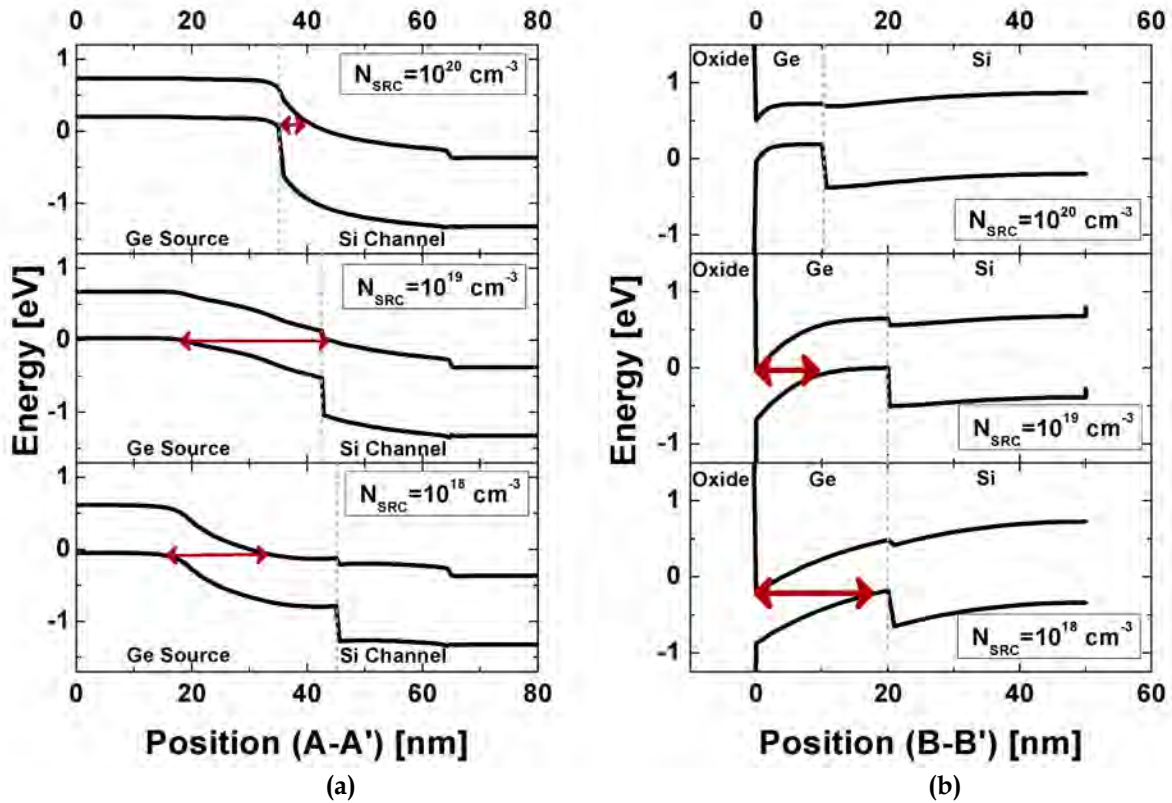 0 20 40 60 80
N_SRC=10^20 cm^-3
1
0
-1
Ge Source Si Channel
N_SRC=10^19 cm^-3
1
0
-1
Ge Source Si Channel
N_SRC=10^18 cm^-3
1
0
-1
Ge Source Si Channel
0 20 40 60 80
Energy [eV]
Position (A-A') [nm]
(a)
0 20 40 60
Oxide Ge Si
1
0
-1
N_SRC=10^20 cm^-3
Oxide Ge Si
1
0
-1
N_SRC=10^19 cm^-3
Oxide Ge Si
1
0
-1
N_SRC=10^18 cm^-3
0 20 40 60
Energy [eV]
Position (B-B') [nm]
(b)